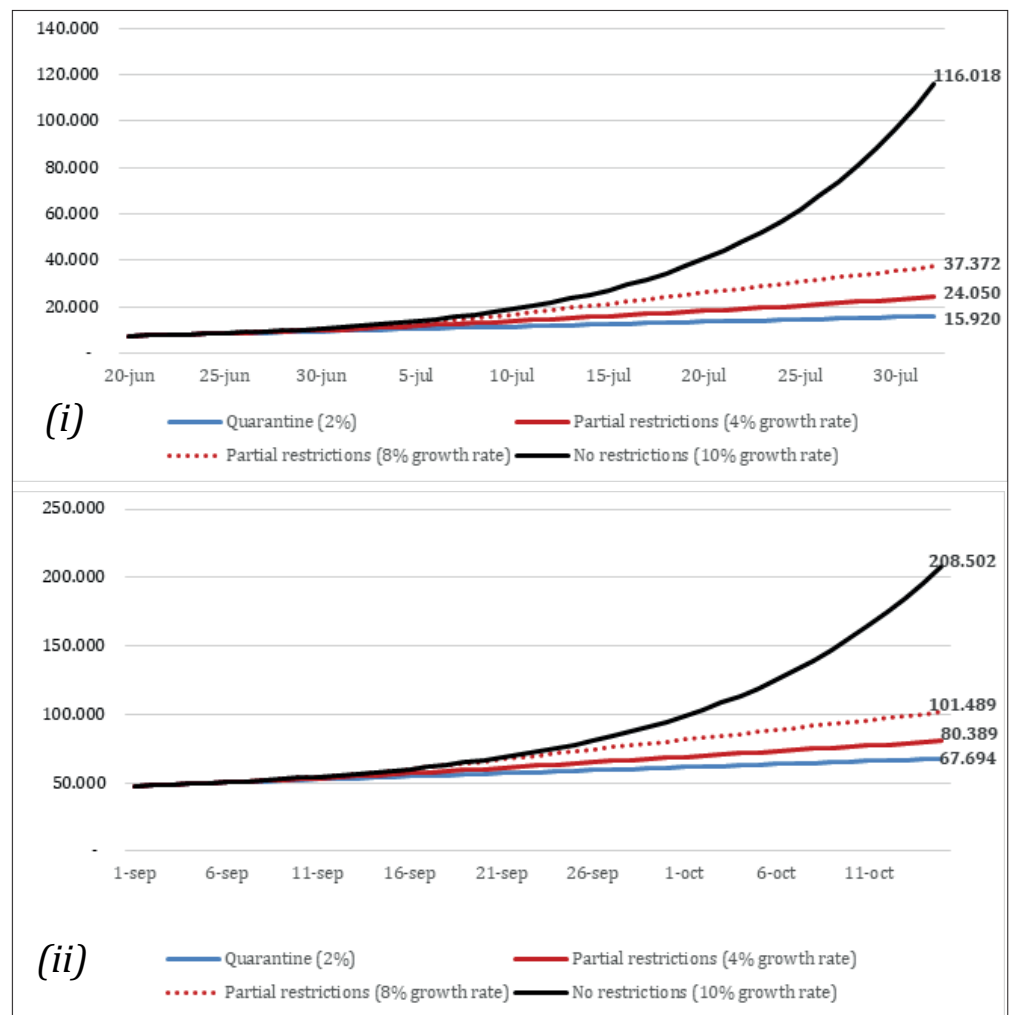 140.000
120.000
116.018
100.000
80.000
60.000
40.000
37.372
24.050
20.000
15.920
-
20-jun 25-jun 30-jun 5-jul 10-jul 15-jul 20-jul 25-jul 30-jul
(i)
Quarantine (2%) Partial restrictions (4% growth rate)
Partial restrictions (8% growth rate) No restrictions (10% growth rate)
250.000
208.502
200.000
150.000
101.489
100.000
80.389
67.694
50.000
-
1-sep 6-sep 11-sep 16-sep 21-sep 26-sep 1-oct 6-oct 11-oct
(ii)
Quarantine (2%) Partial restrictions (4% growth rate)
Partial restrictions (8% growth rate) No restrictions (10% growth rate)